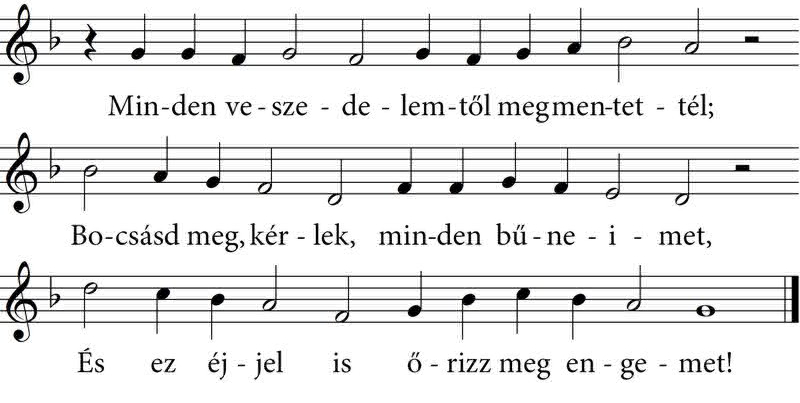 Min-den ve-sze - de - lem-től meg men-tet - tél;
Bo-csásd meg, kér - lek, min-den bű - ne - i - met,
És ez éj - jel is ő - rizz meg en - ge - met!